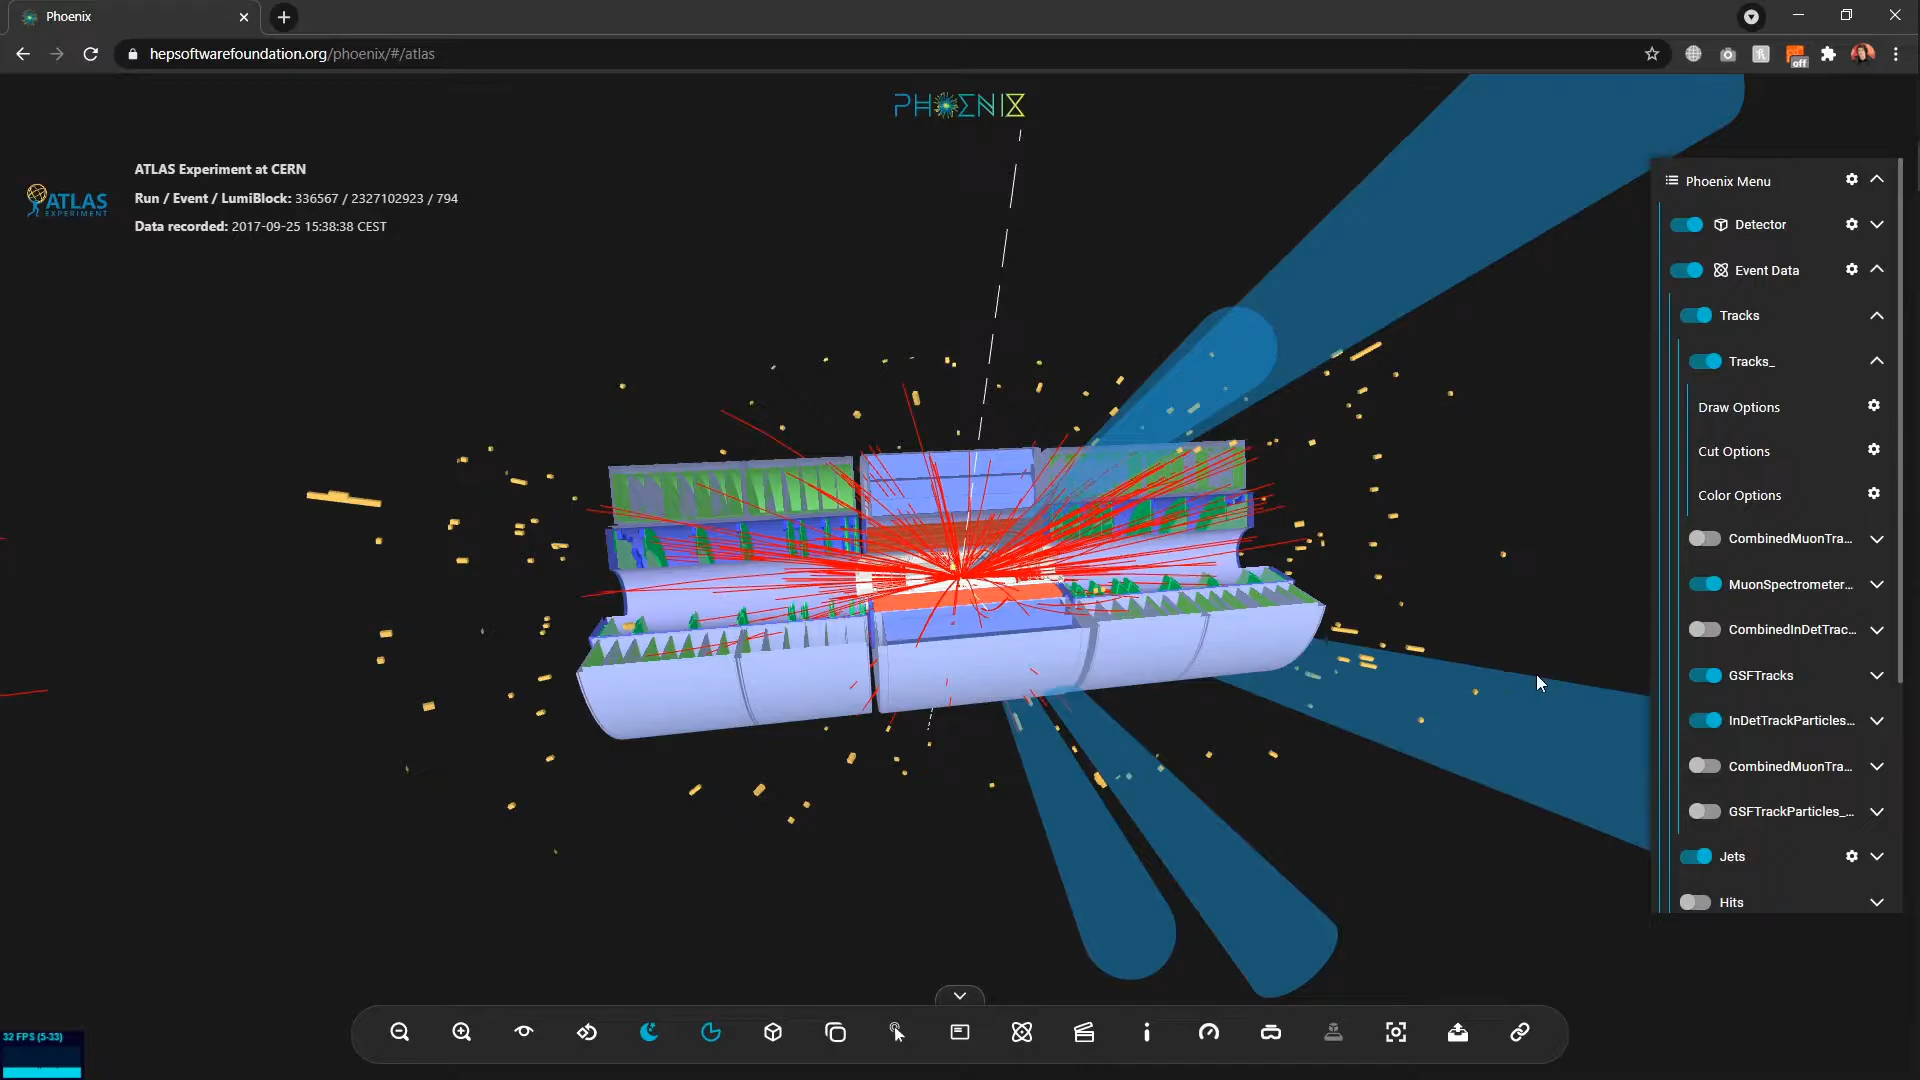 Phoenix
hepsoftwarefoundation.org/phoenix/#/atlas
off
PHOENIX
ATLAS
EXPERIMENT
ATLAS Experiment at CERN
Run / Event / LumiBlock: 336567 / 2327102923 / 794
Data recorded: 2017-09-25 15:38:38 CEST
Phoenix Menu
Detector
Event Data
Tracks
Tracks_
Draw Options
Cut Options
Color Options
CombinedMuonTra...
MuonSpectrometer...
CombinedInDetTrac...
GSFTracks
InDetTrackParticles...
CombinedMuonTra...
GSFTrackParticles_...
Jets
Hits
32 FPS (5-33)